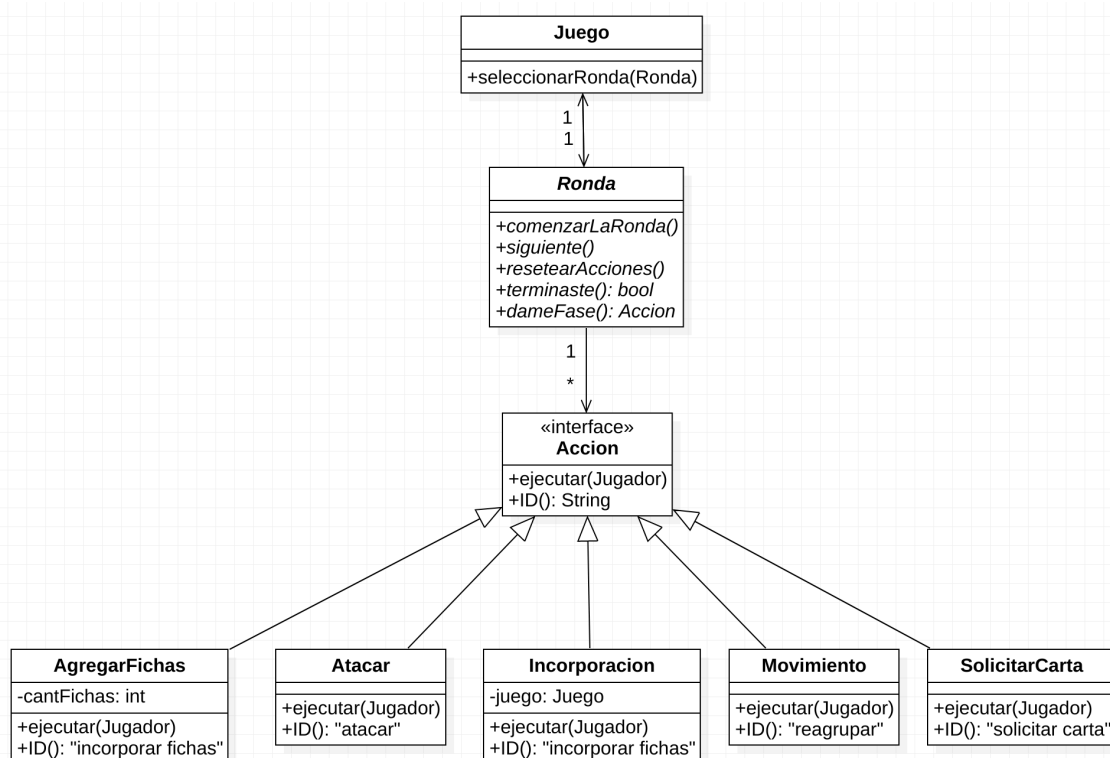 Juego
+seleccionarRonda(Ronda)
1
1
Ronda
+comenzarLaRonda()
+siguiente()
+resetearAcciones()
+terminaste(): bool
+dameFase(): Accion
1
*
«interface»
Accion
+ejecutar(Jugador)
+ID(): String
AgregarFichas
-cantFichas: int
+ejecutar(Jugador)
+ID(): "incorporar fichas"
Atacar
+ejecutar(Jugador)
+ID(): "atacar"
Incorporacion
-juego: Juego
+ejecutar(Jugador)
+ID(): "incorporar fichas"
Movimiento
+ejecutar(Jugador)
+ID(): "reagrupar"
SolicitarCarta
+ejecutar(Jugador)
+ID(): "solicitar carta"